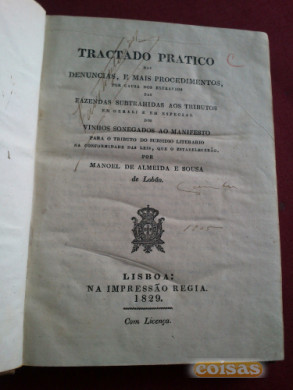 TRACTADO PRATICO
DAS
DENUNCIAS, E MAIS PROCEDIMENTOS,
POR CAUSA DOS EXTRAVIOS
DAS
FAZENDAS SUBTRAHIDAS AOS TRIBUTOS
EM GERAL; E EM ESPECIAL
DOS
VINHOS SONEGADOS AO MANIFESTO
PARA O TRIBUTO DO SUBSIDIO LITERARIO
NA CONFORMIDADE DAS LEIS, QUE O ESTABELECERÃO,
POR
MANOEL DE ALMEIDA E SOUSA
de Lobão.
LISBOA:
NA IMPRESSÃO REGIA.
1829.
Com Licença.
coisas